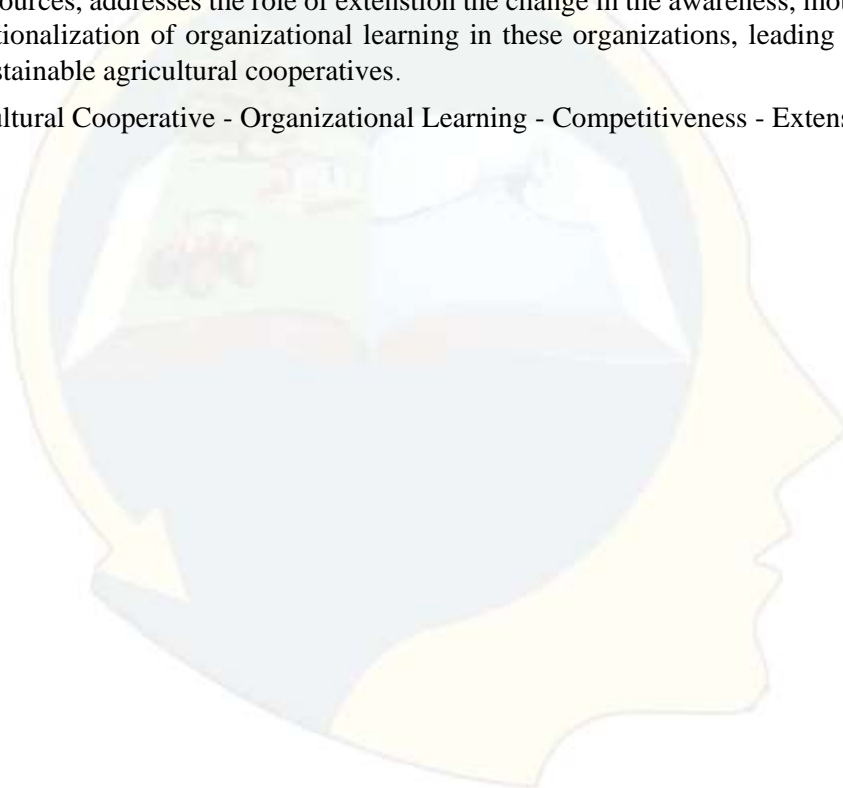 ources, addresses the role of extenstion the change in the awareness, mot
tionalization of organizational learning in these organizations, leading
stainable agricultural cooperatives.
ltural Cooperative - Organizational Learning - Competitiveness - Extens